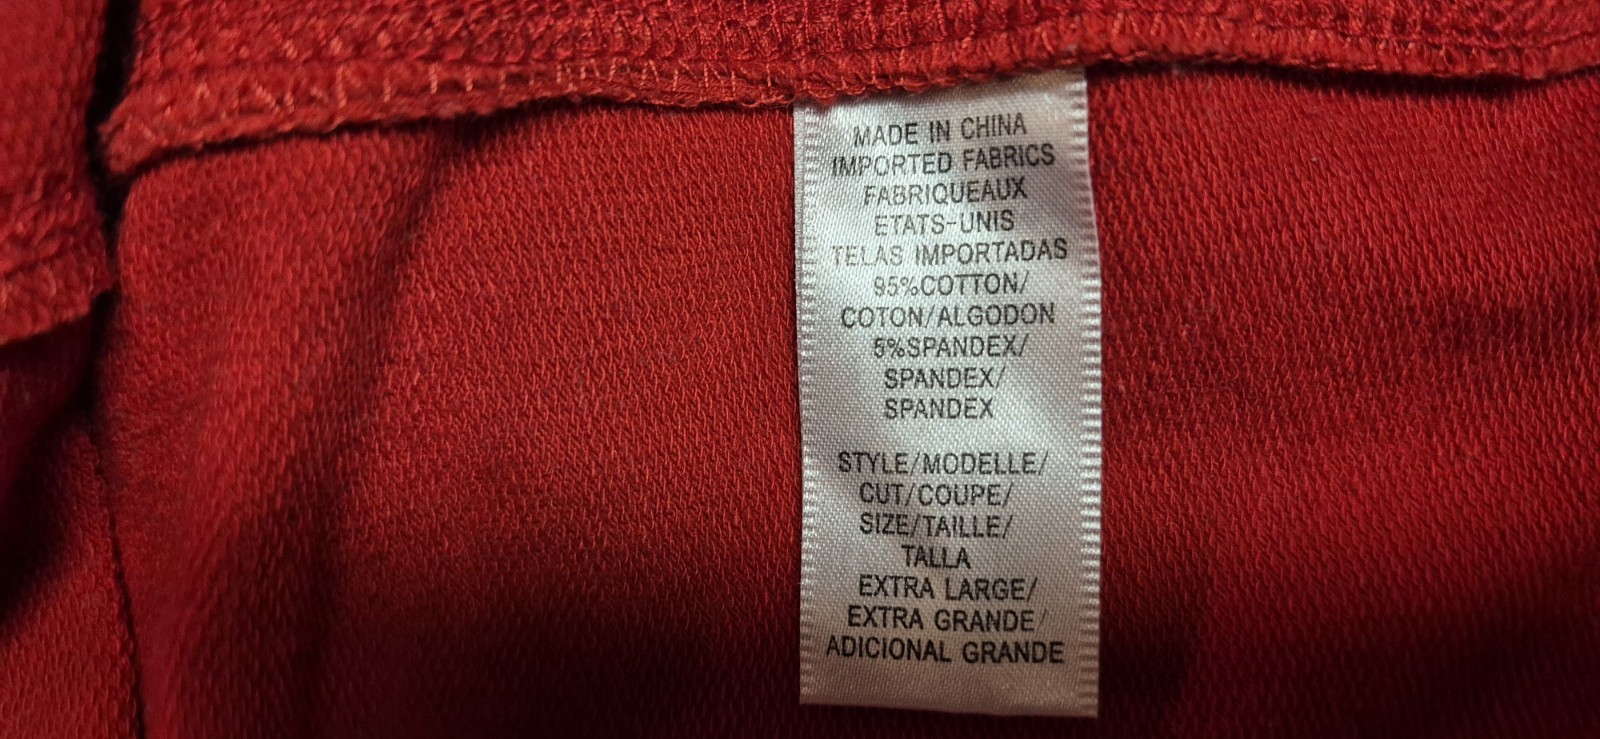 MADE IN CHINA
IMPORTED FABRICS
FABRIQUEAUX
ETATS-UNIS
TELAS IMPORTADAS
95%COTTON/
COTON/ALGODON
5%SPANDEX/
SPANDEX/
SPANDEX
STYLE/MODELLE/
CUT/COUPE/
SIZE/TAILLE/
TALLA
EXTRA LARGE/
EXTRA GRANDE/
ADICIONAL GRANDE